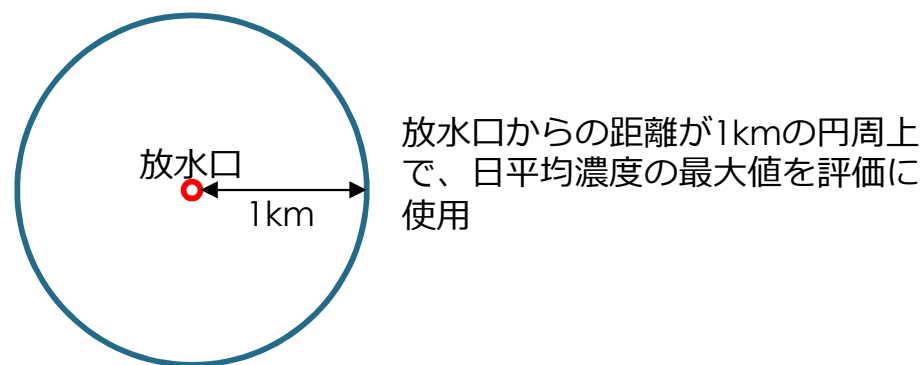 放水口
1km
放水口からの距離が1kmの円周上
で、日平均濃度の最大値を評価に
使用